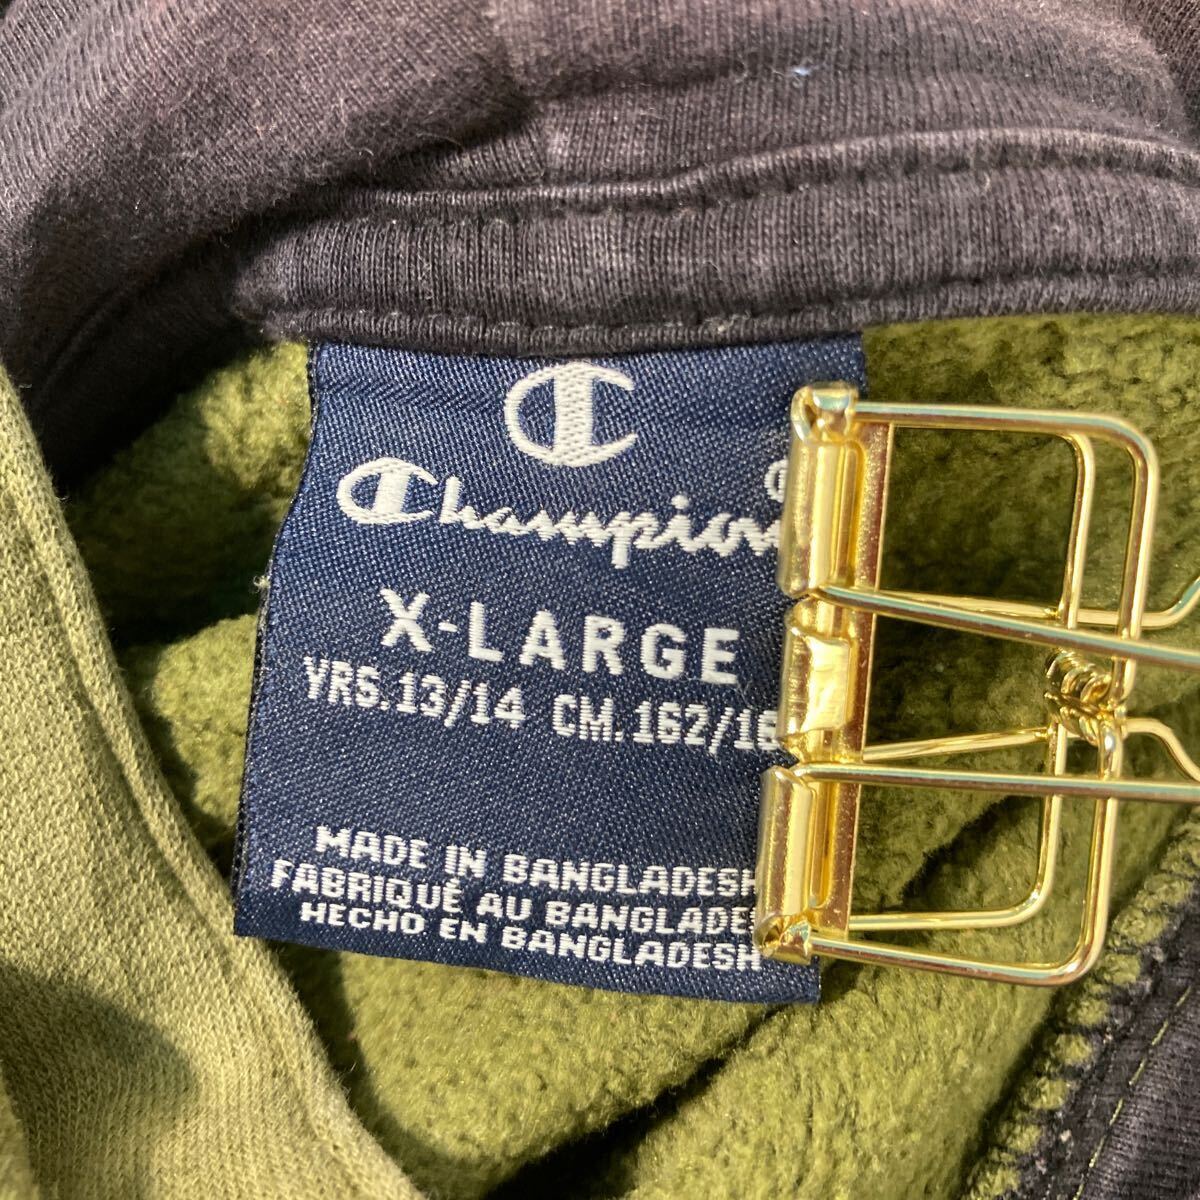 C
Champion
X-LARGE
YRS.13/14 CM.162/16
MADE IN BANGLADESH
FABRIQUÉ AU BANGLADE
HECHO EN BANGLADESH